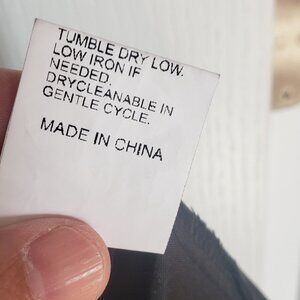 TUMBLE DRY LOW.
LOW IRON IF
NEEDED.
DRYCLEANABLE IN
GENTLE CYCLE.
MADE IN CHINA